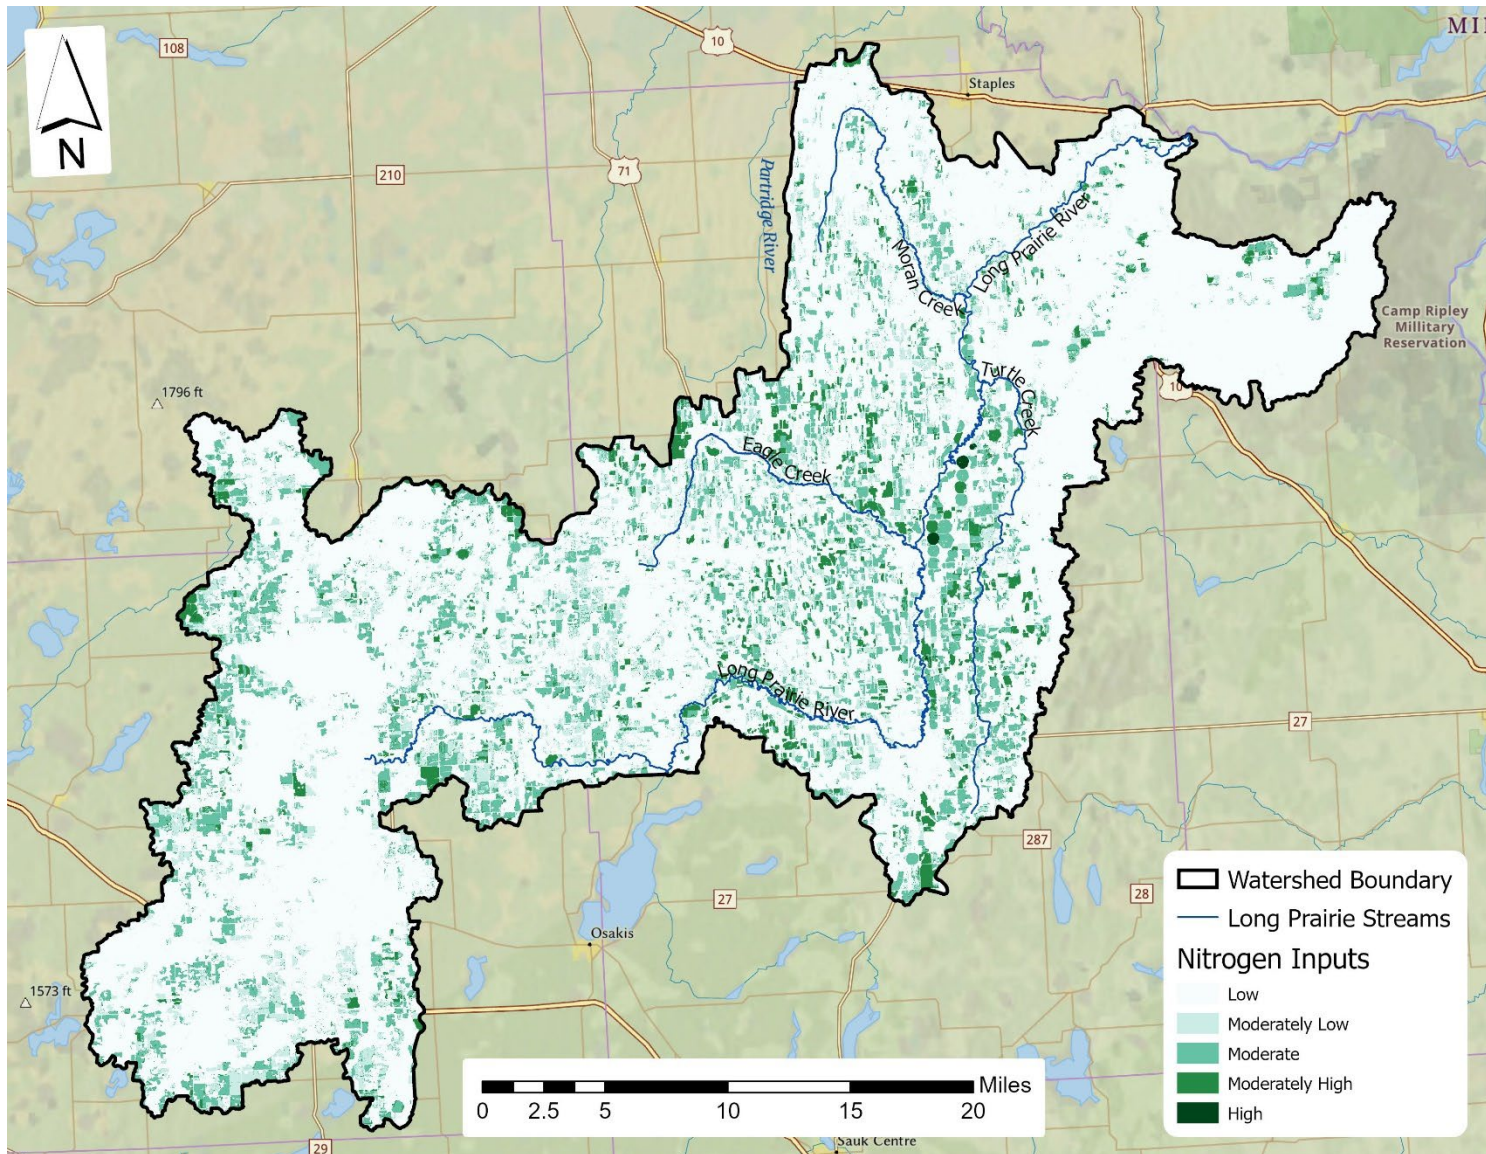 108
10
MI
Staples
N
210
71
Partridge River
Moran Creek
Long Prairie River
Camp Ripley
Millitary
Reservation
Turtle Creek
10
1796 ft
Eagle Creek
Long Prairie River
27
287
27
28
Osakis
1573 ft
29
Sauk Centre
Miles
0 2.5 5 10 15 20
Watershed Boundary
Long Prairie Streams
Nitrogen Inputs
Low
Moderately Low
Moderate
Moderately High
High